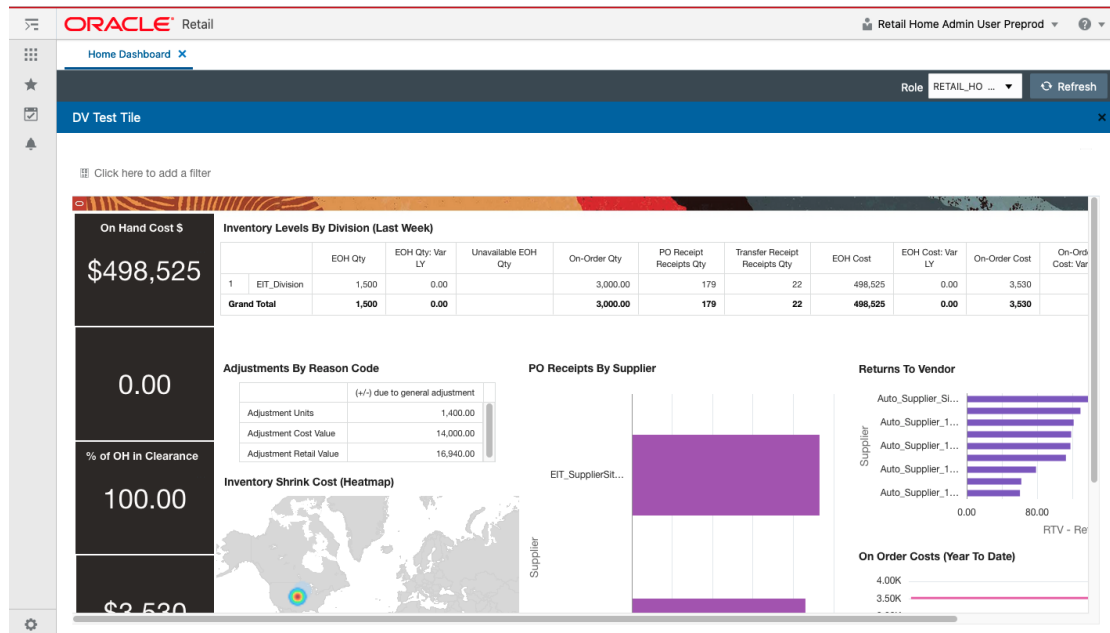 ORACLE® Retail
Retail Home Admin User Preprod
Home Dashboard
Role RETAIL_HO ... Refresh
DV Test Tile
Click here to add a filter
On Hand Cost $
$498,525
0.00
% of OH in Clearance
100.00
$3,530
Inventory Levels By Division (Last Week)
EOH Qty EOH Qty: Var LY Unavailable EOH Qty On-Order Qty PO Receipt Receipts Qty Transfer Receipt Receipts Qty EOH Cost EOH Cost: Var LY On-Order Cost On-Orde Cost: Var
1 EIT_Division 1,500 0.00 3,000.00 179 22 498,525 0.00 3,530
Grand Total 1,500 0.00 3,000.00 179 22 498,525 0.00 3,530
Adjustments By Reason Code
(+/-) due to general adjustment
Adjustment Units 1,400.00
Adjustment Cost Value 14,000.00
Adjustment Retail Value 16,940.00
Inventory Shrink Cost (Heatmap)
PO Receipts By Supplier
EIT_SupplierSit...
Supplier
Returns To Vendor
Auto_Supplier_Si...
Auto_Supplier_1...
Auto_Supplier_1...
Auto_Supplier_1...
Auto_Supplier_1...
Supplier
0.00 80.00
RTV - Re
On Order Costs (Year To Date)
4.00K
3.50K